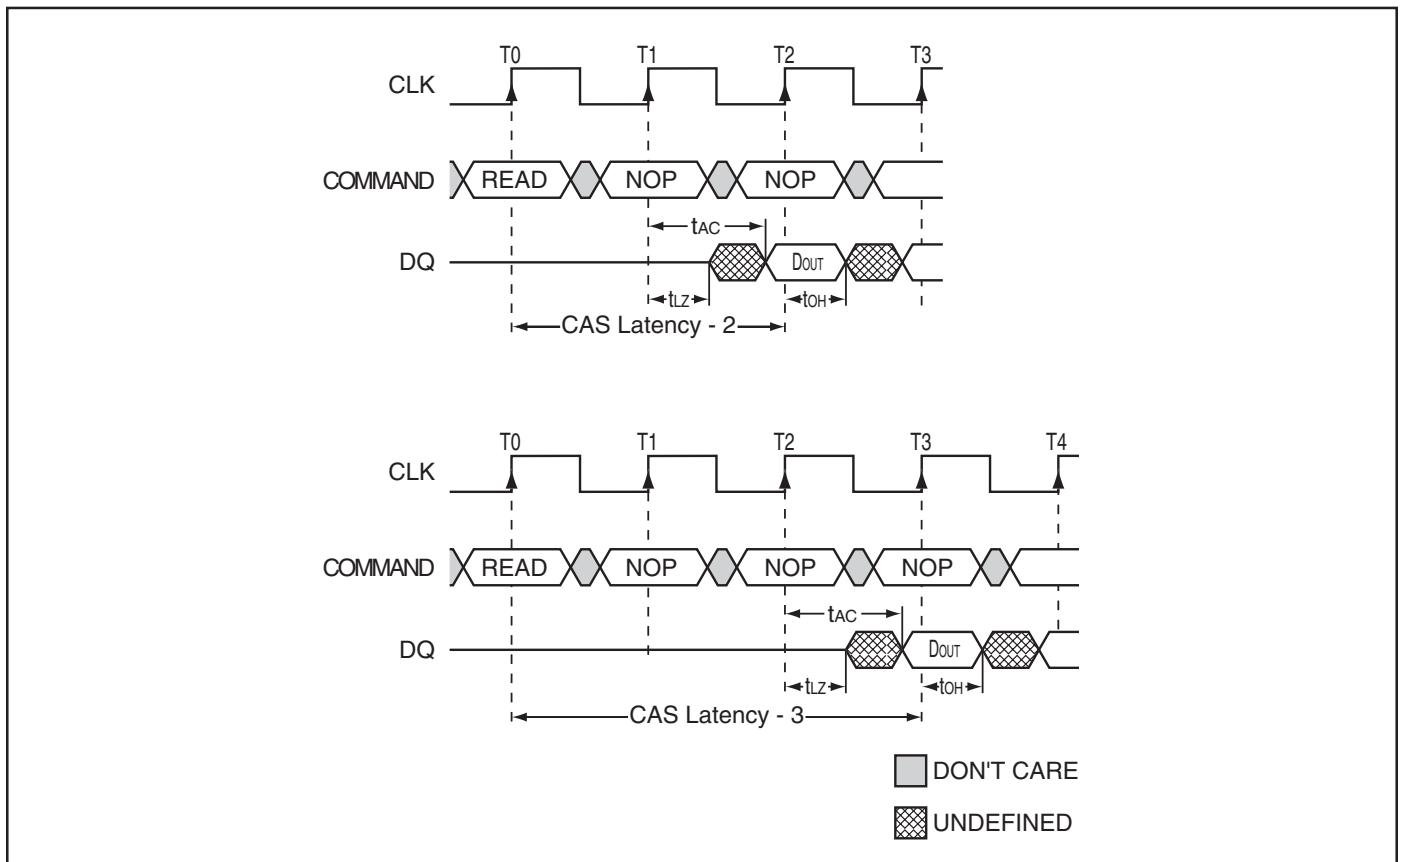 T0 T1 T2 T3
CLK
COMMAND READ NOP NOP
tAC
DQ DOUT
tLZ tOH
CAS Latency - 2
T0 T1 T2 T3 T4
CLK
COMMAND READ NOP NOP NOP
tAC
DQ DOUT
tLZ tOH
CAS Latency - 3
DON'T CARE
UNDEFINED